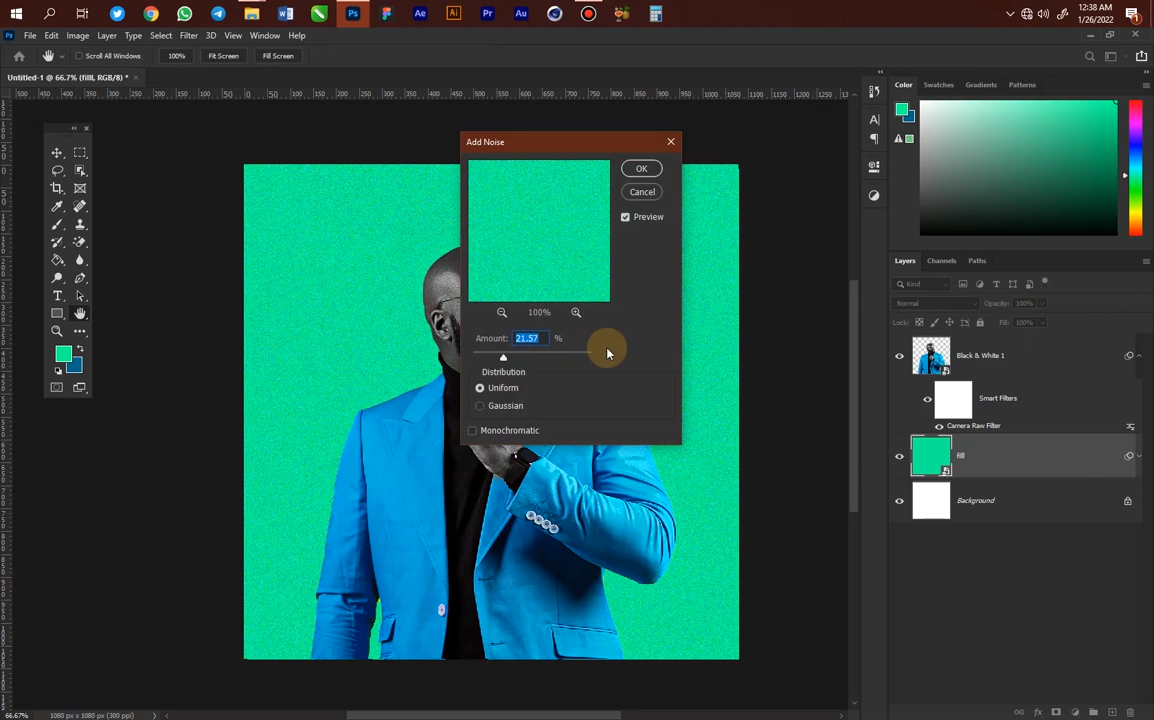 12:38 AM
1/26/2022
File Edit Image Layer Type Select Filter 3D View Window Help
Scroll All Windows 100% Fit Screen Fill Screen
Untitled-1 @ 66.7% (filll, RGB/8) *
Color Swatches Gradients Patterns
Add Noise
OK
Cancel
Preview
100%
Amount: 21.57 %
Distribution
Uniform
Gaussian
Monochromatic
Layers Channels Paths
Kind
Normal Opacity: 100%
Lock: Fill: 100%
Black & White 1
Smart Filters
Camera Raw Filter
filll
Background
66.67% 1080 px x 1080 px (300 ppi)